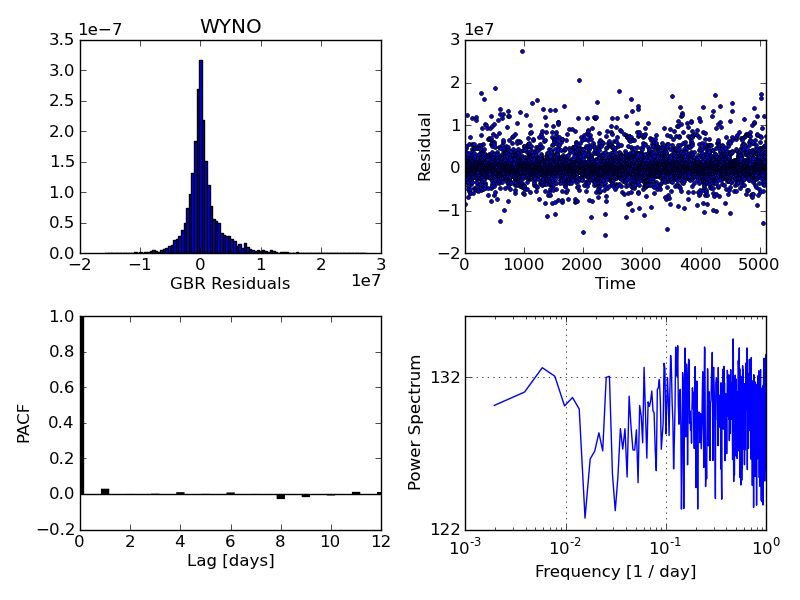 WYNO
1e−7
3.5
3.0
2.5
2.0
1.5
1.0
0.5
0.0
−2 −1 0 1 2 3
GBR Residuals 1e7
1e7
3
2
1
0
−1
−2
Residual
0 1000 2000 3000 4000 5000
Time
1.0
0.8
0.6
0.4
0.2
0.0
−0.2
PACF
0 2 4 6 8 10 12
Lag [days]
132
122
Power Spectrum
10^-3 10^-2 10^-1 10^0
Frequency [1 / day]